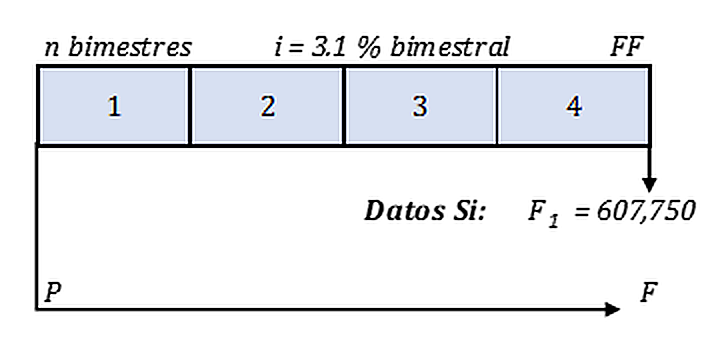 n bimestres i = 3.1 % bimestral FF
1 2 3 4
Datos Si: F₁ = 607,750
P F